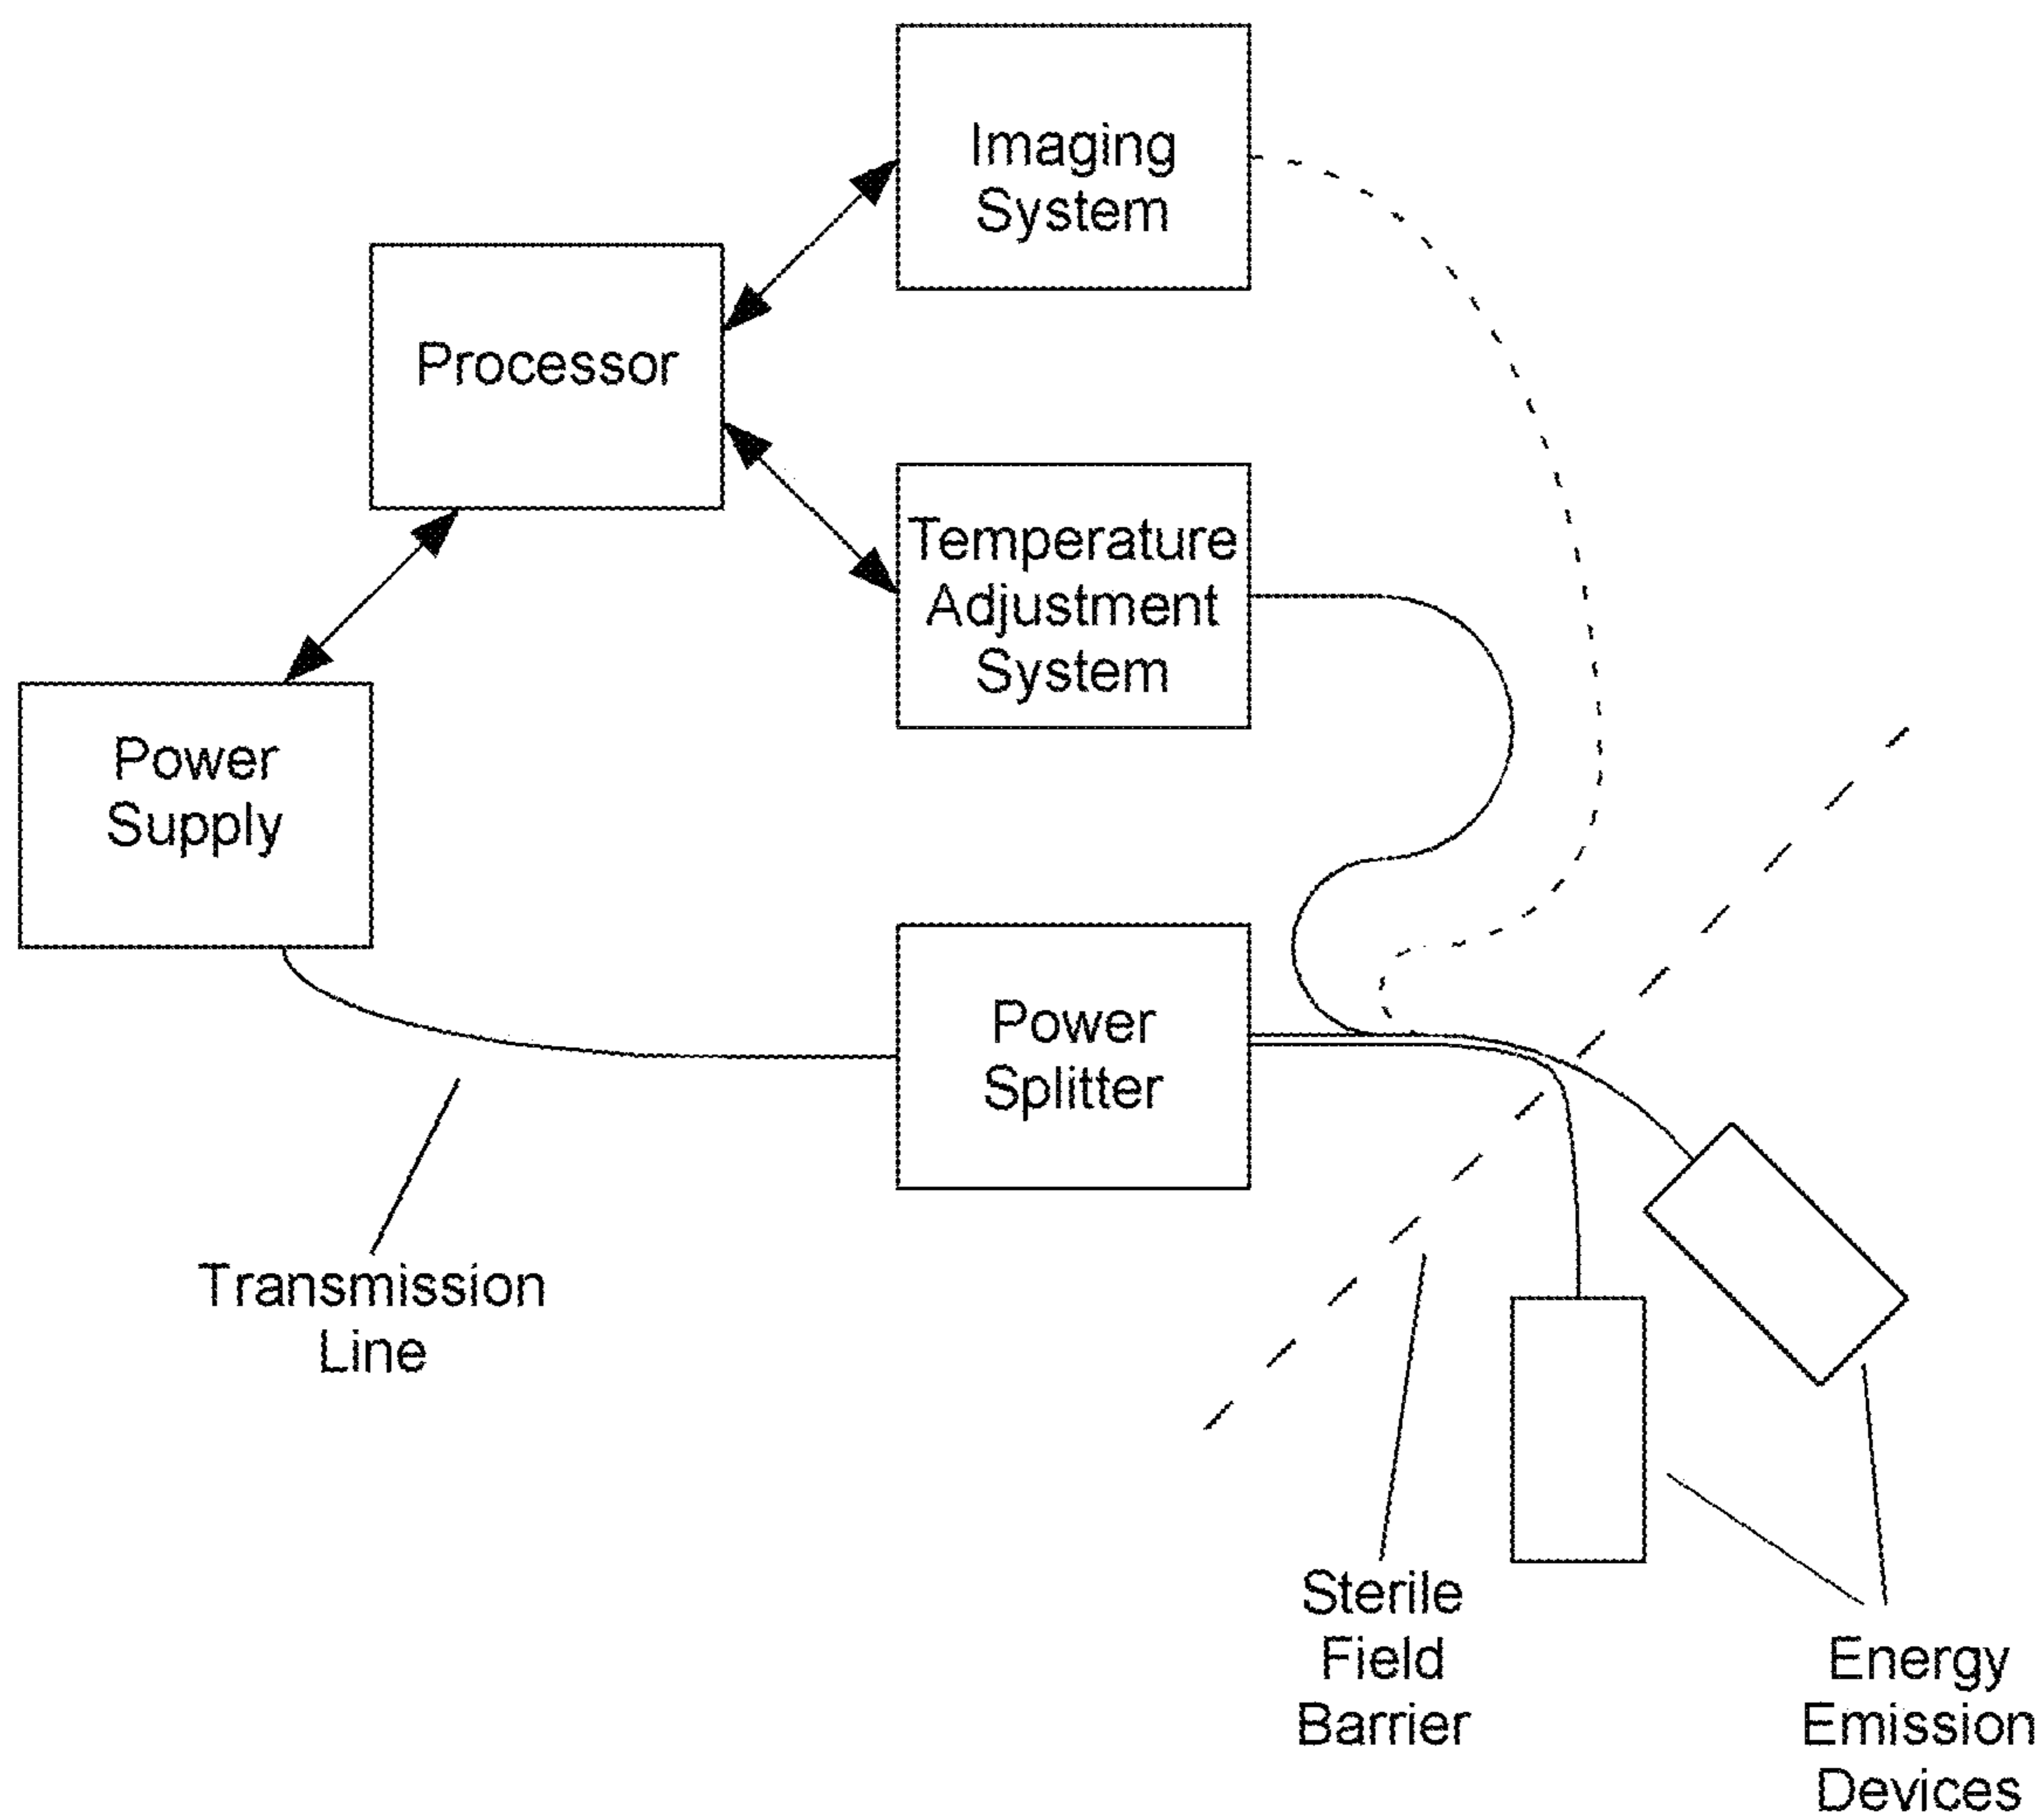 Imaging
System
Processor
Temperature
Adjustment
System
Power
Supply
Power
Splitter
Transmission
Line
Sterile
Field
Barrier
Energy
Emission
Devices